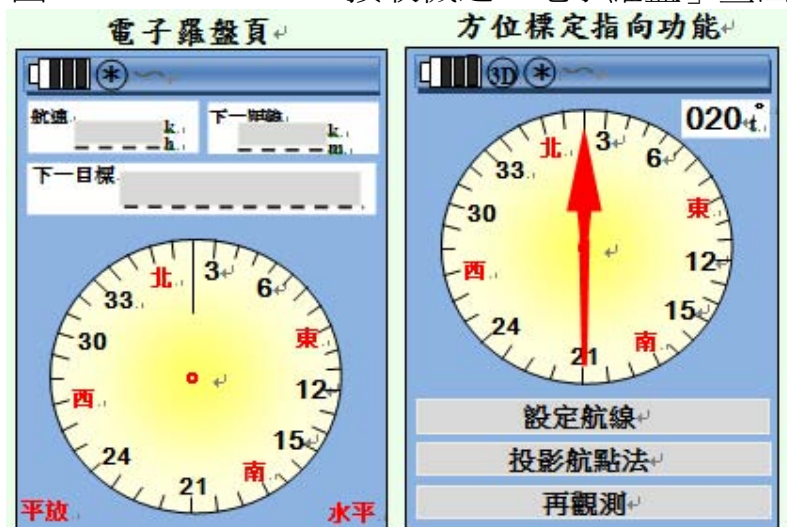 電子羅盤頁
航速
k
h
下一距離
k
m
下一目標
北 3 6 東 12 15 南 21 24 西 30 33
平放 水平
方位標定指向功能
3D
020°t
北 3 6 東 12 15 南 21 24 西 30 33
設定航線
投影航點法
再觀測